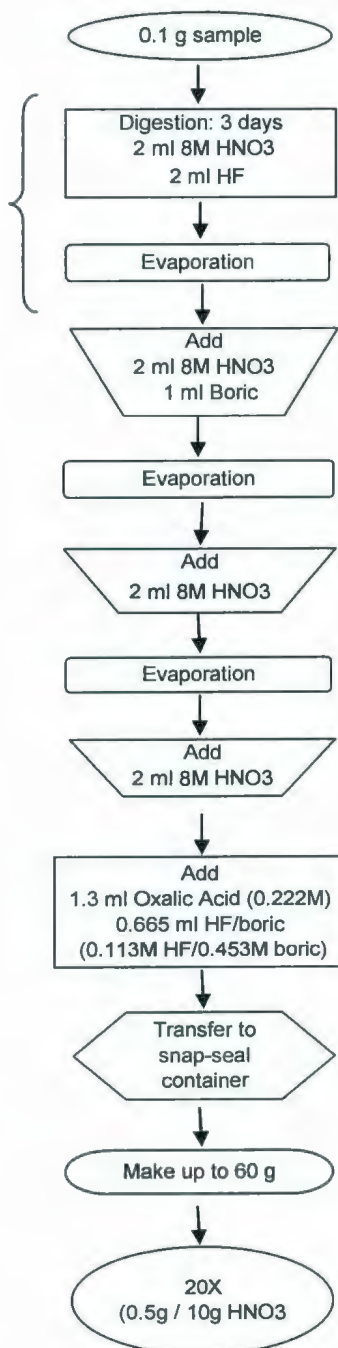 0.1 g sample
Digestion: 3 days
2 ml 8M HNO3
2 ml HF
Evaporation
Add
2 ml 8M HNO3
1 ml Boric
Evaporation
Add
2 ml 8M HNO3
Evaporation
Add
2 ml 8M HNO3
Add
1.3 ml Oxalic Acid (0.222M)
0.665 ml HF/boric
(0.113M HF/0.453M boric)
Transfer to
snap-seal
container
Make up to 60 g
20X
(0.5g / 10g HNO3